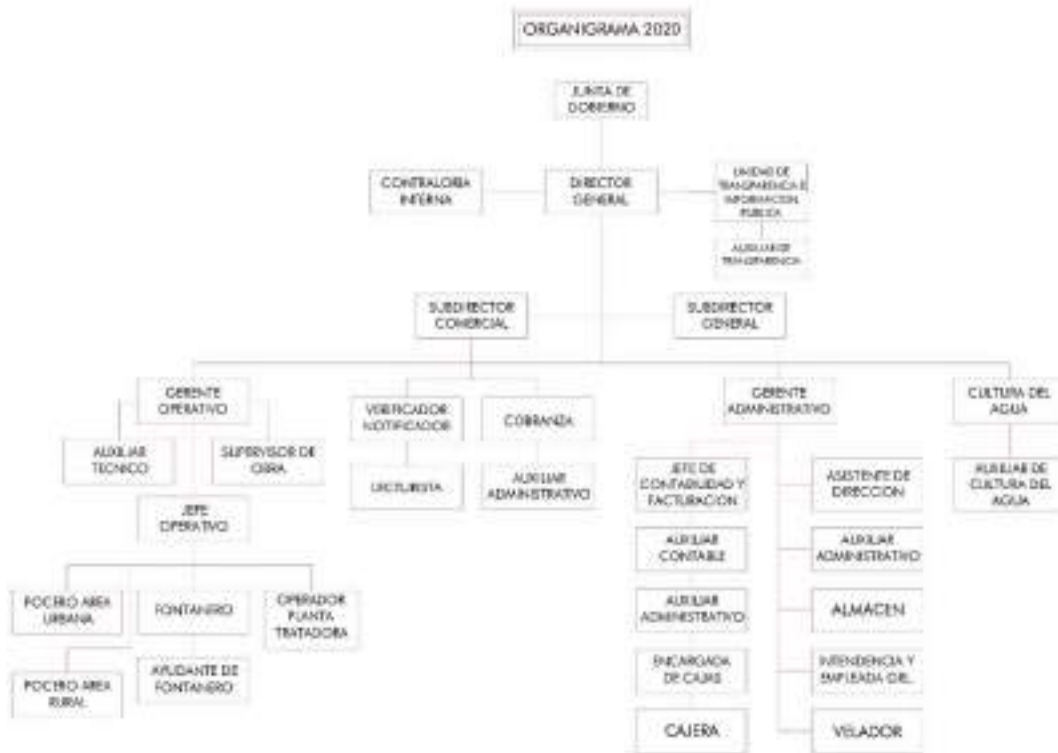 ORGANIGRAMA 2020
JUNTA DE
GOBIERNO
CONTRALORIA
INTERNA
DIRECTOR
GENERAL
UNIDAD DE
TRANSPARENCIA E
INFORMACION
PUBLICA
AUXILIAR DE
TRANSPARENCIA
SUBDIRECTOR
COMERCIAL
SUBDIRECTOR
GENERAL
GERENTE
OPERATIVO
VERIFICADOR
NOTIFICADOR
COBRANZA
GERENTE
ADMINISTRATIVO
CULTURA DEL
AGUA
AUXILIAR
TECNICO
SUPERVISOR DE
OBRA
LECTURISTA
AUXILIAR
ADMINISTRATIVO
JEFE DE
CONTABILIDAD Y
FACTURACION
ASISTENTE DE
DIRECCION
AUXILIAR DE
CULTURA DEL
AGUA
JEFE
OPERATIVO
AUXILIAR
CONTABLE
AUXILIAR
ADMINISTRATIVO
POCERO AREA
URBANA
FONTANERO
OPERADOR
PLANTA
TRATADORA
AUXILIAR
ADMINISTRATIVO
ALMACEN
POCERO AREA
RURAL
AYUDANTE DE
FONTANERO
ENCARGADA
DE CAJAS
INTENDENCIA Y
EMPLEADA GRL.
CAJERA
VELADOR